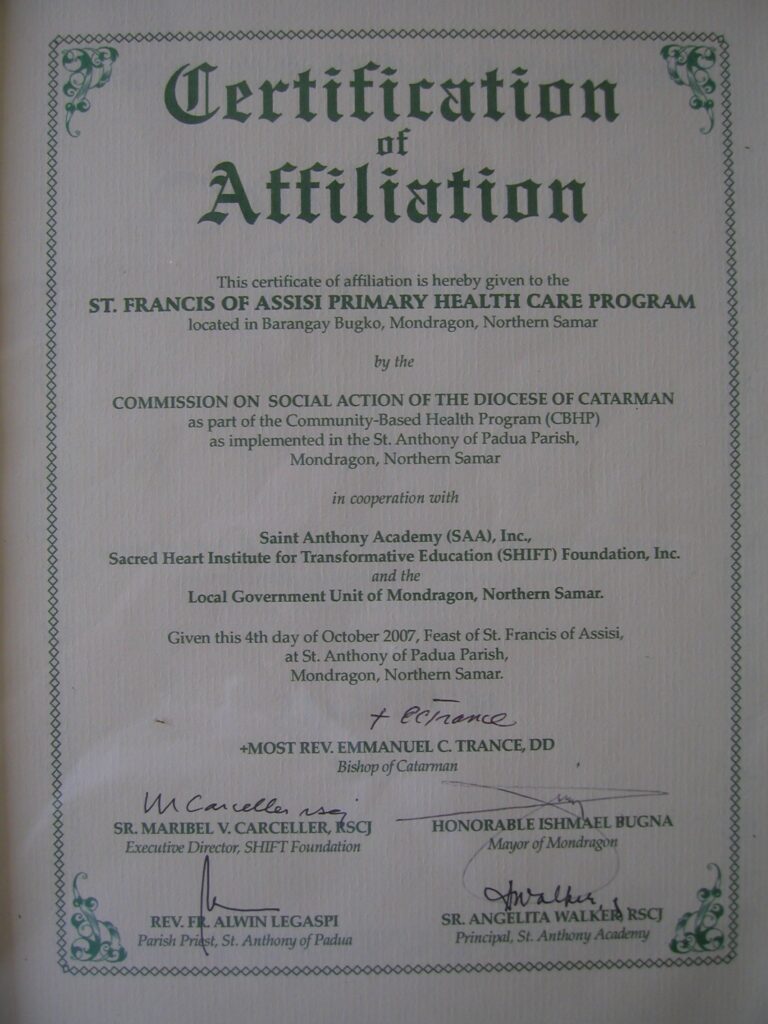 Certification
of
Affiliation
This certificate of affiliation is hereby given to the
ST. FRANCIS OF ASSISI PRIMARY HEALTH CARE PROGRAM
located in Barangay Bugko, Mondragon, Northern Samar
by the
COMMISSION ON SOCIAL ACTION OF THE DIOCESE OF CATARMAN
as part of the Community-Based Health Program (CBHP)
as implemented in the St. Anthony of Padua Parish,
Mondragon, Northern Samar
in cooperation with
Saint Anthony Academy (SAA), Inc.,
Sacred Heart Institute for Transformative Education (SHIFT) Foundation, Inc.
and the
Local Government Unit of Mondragon, Northern Samar.
Given this 4th day of October 2007, Feast of St. Francis of Assisi,
at St. Anthony of Padua Parish,
Mondragon, Northern Samar.
+ ECTrance
+MOST REV. EMMANUEL C. TRANCE, DD
Bishop of Catarman
M Carceller rscj
SR. MARIBEL V. CARCELLER, RSCJ
Executive Director, SHIFT Foundation
HONORABLE ISHMAEL BUGNA
Mayor of Mondragon
REV. FR. ALWIN LEGASPI
Parish Priest, St. Anthony of Padua
AWalker
SR. ANGELITA WALKER, RSCJ
Principal, St. Anthony Academy